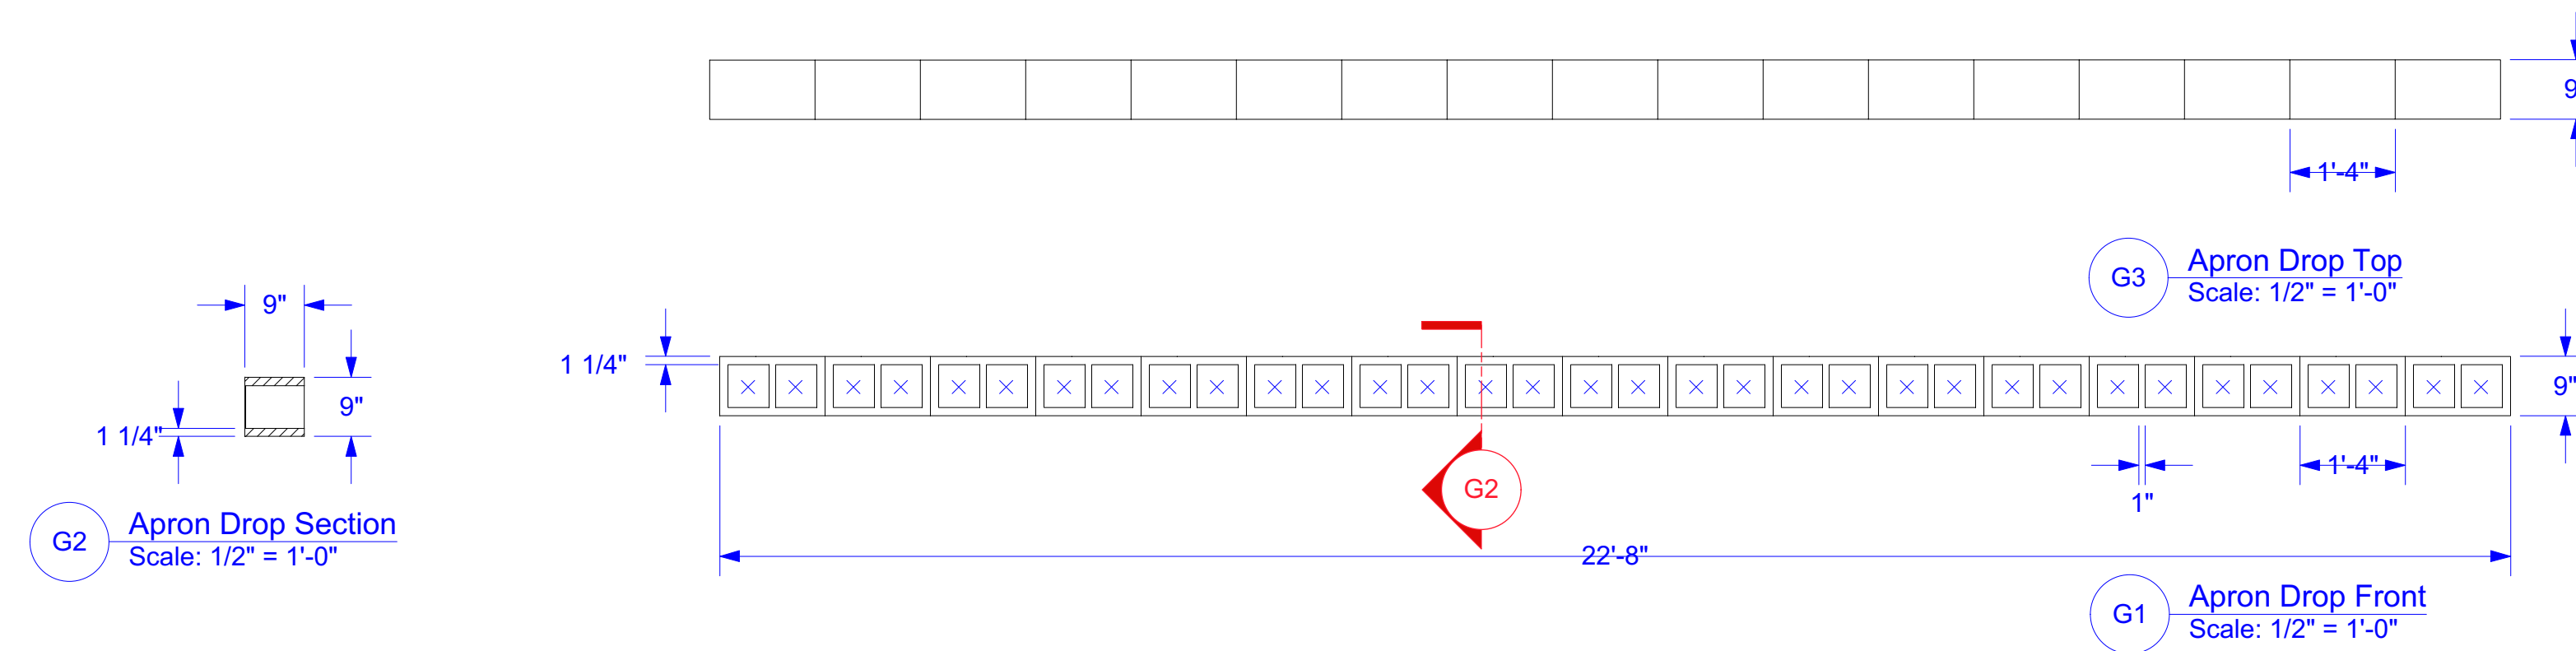 9
1'-4"
G3
Apron Drop Top
Scale: 1/2" = 1'-0"
9"
9"
1 1/4"
G2
Apron Drop Section
Scale: 1/2" = 1'-0"
1 1/4"
9"
G2
1'-4"
1"
22'-8"
G1
Apron Drop Front
Scale: 1/2" = 1'-0"